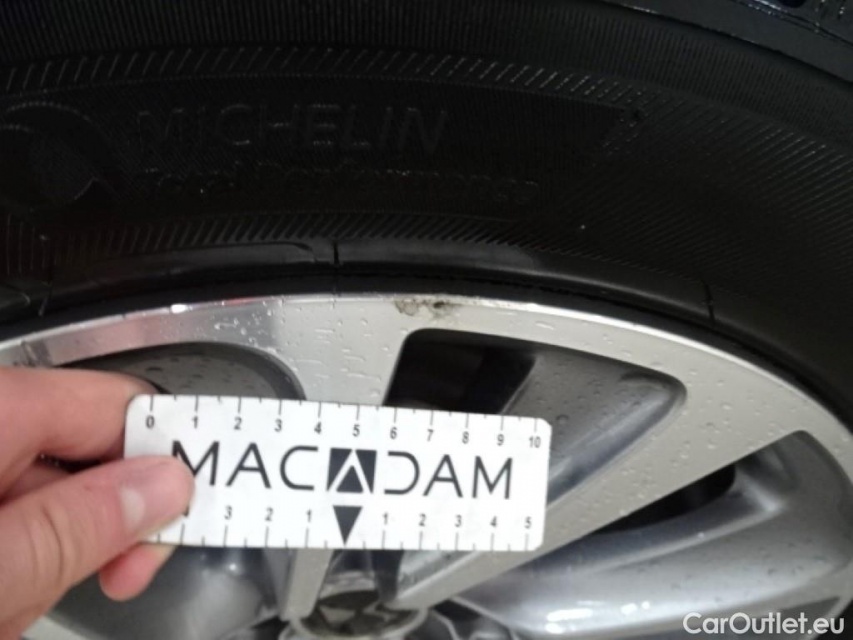 MICHELIN
0 1 2 3 4 5 6 7 8 9 10
MACADAM
3 2 1 1 2 3 4 5
CarOutlet.eu